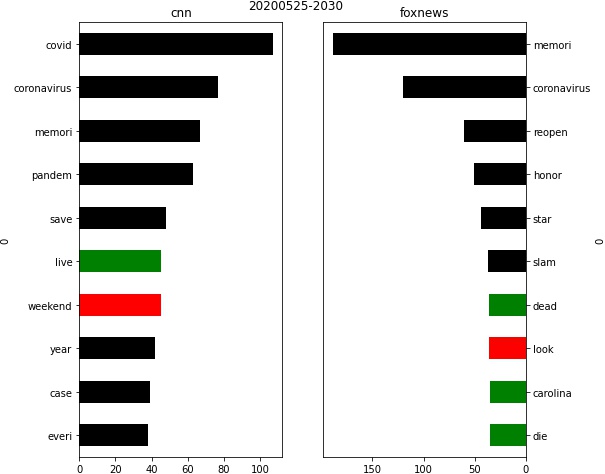 20200525-2030
cnn
foxnews
covid
coronavirus
memori
pandem
save
live
weekend
year
case
everi
0
0 20 40 60 80 100
memori
coronavirus
reopen
honor
star
slam
dead
look
carolina
die
0
150 100 50 0